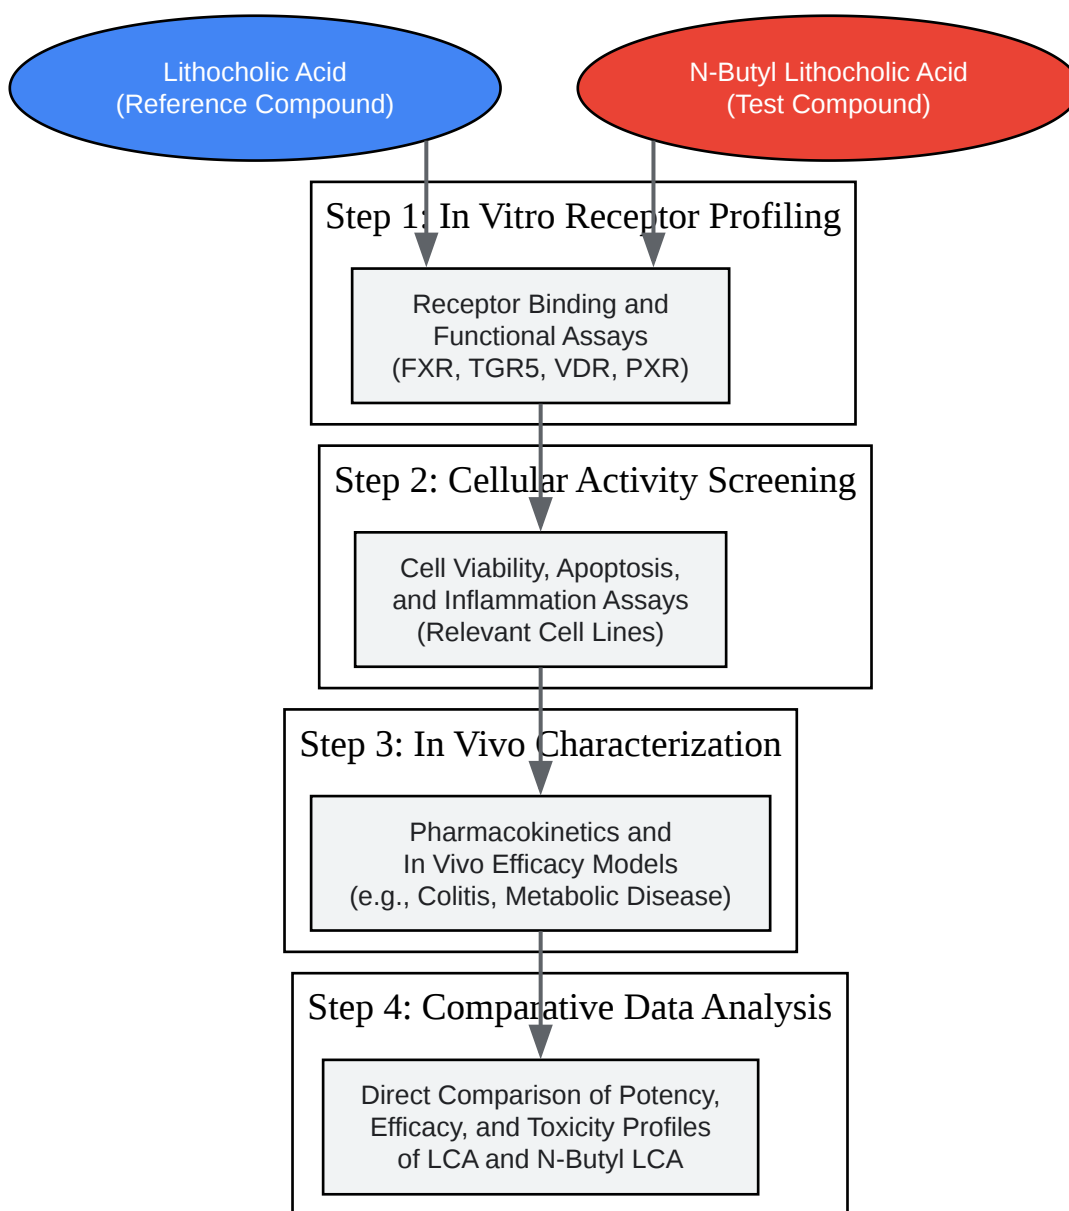 Lithocholic Acid
(Reference Compound)
N-Butyl Lithocholic Acid
(Test Compound)
Step 1: In Vitro Receptor Profiling
Receptor Binding and
Functional Assays
(FXR, TGR5, VDR, PXR)
Step 2: Cellular Activity Screening
Cell Viability, Apoptosis,
and Inflammation Assays
(Relevant Cell Lines)
Step 3: In Vivo Characterization
Pharmacokinetics and
In Vivo Efficacy Models
(e.g., Colitis, Metabolic Disease)
Step 4: Comparative Data Analysis
Direct Comparison of Potency,
Efficacy, and Toxicity Profiles
of LCA and N-Butyl LCA